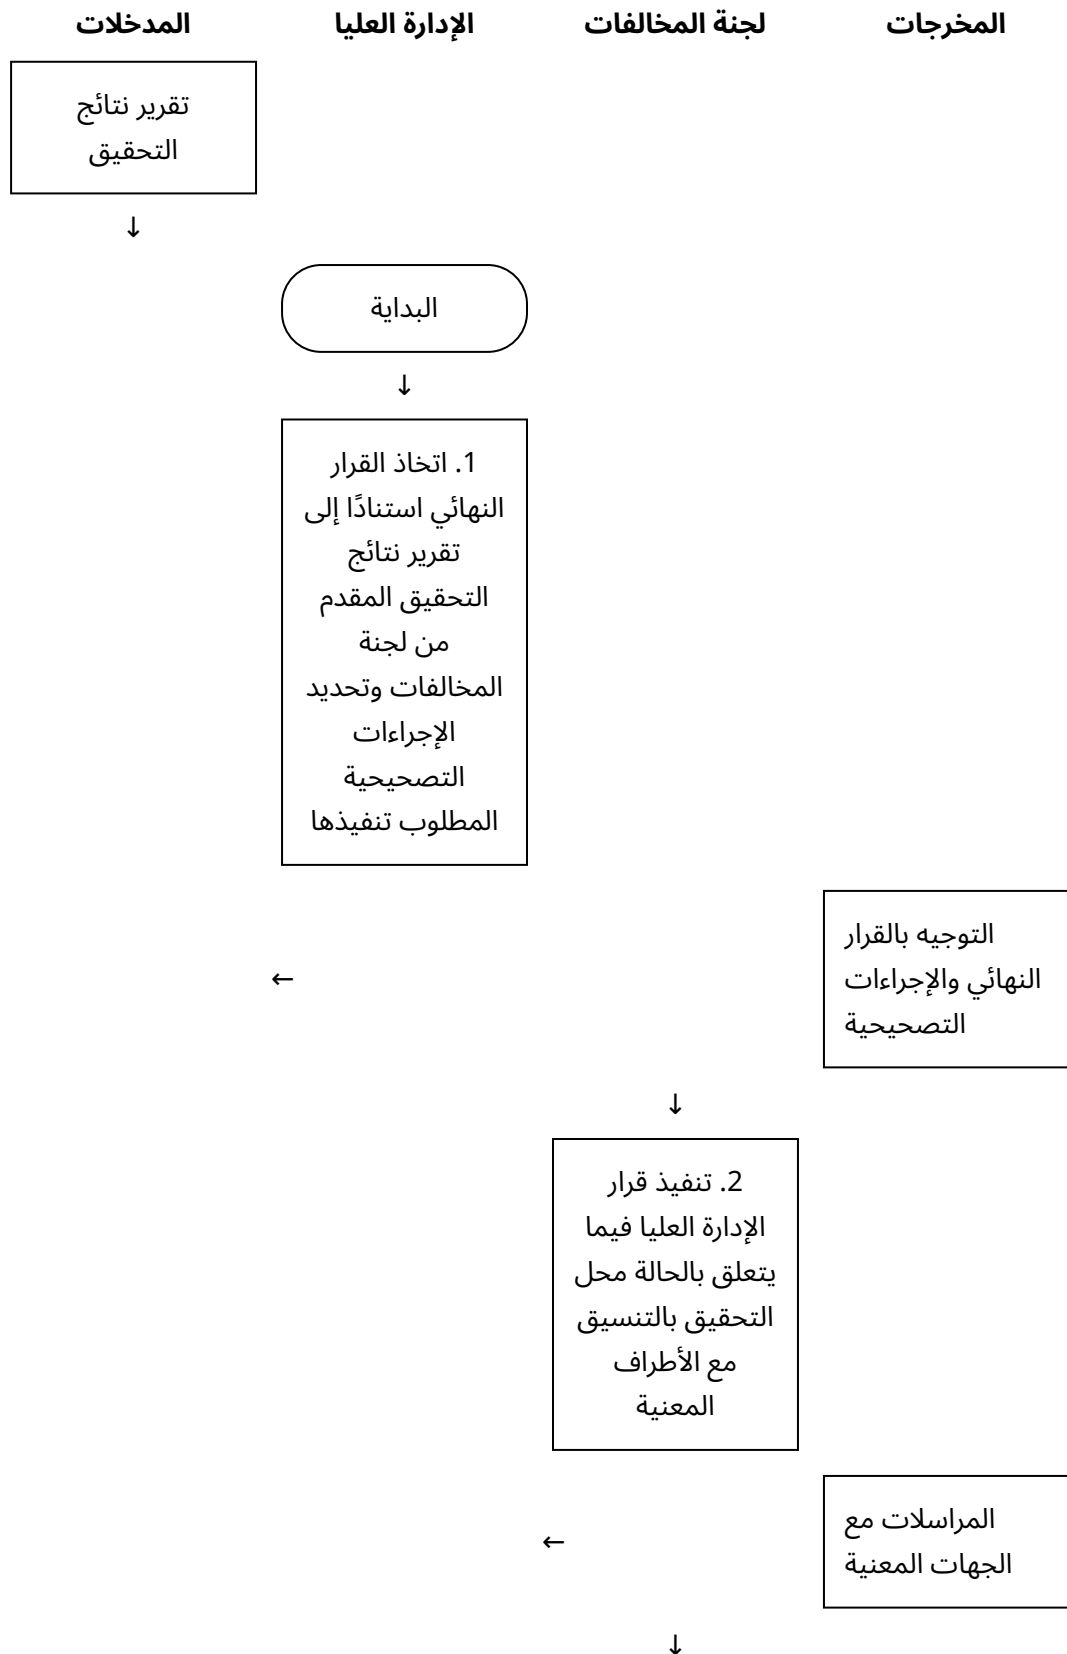 المدخلات
الإدارة العليا
لجنة المخالفات
المخرجات
تقرير نتائج
التحقيق
↓
البداية
↓
1. اتخاذ القرار
النهائي استنادًا إلى
تقرير نتائج
التحقيق المقدم
من لجنة
المخالفات وتحديد
الإجراءات
التصحيحية
المطلوب تنفيذها
التوجيه بالقرار
النهائي والإجراءات
التصحيحية
←
↓
2. تنفيذ قرار
الإدارة العليا فيما
يتعلق بالحالة محل
التحقيق بالتنسيق
مع الأطراف
المعنية
المراسلات مع
الجهات المعنية
←
↓